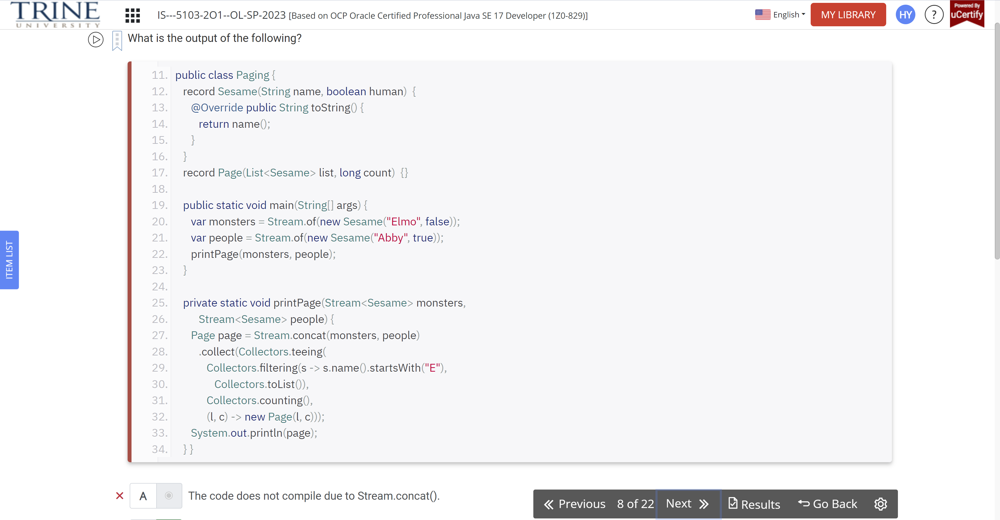 TRINE
UNIVERSITY
IS---5103-2O1--OL-SP-2023 [Based on OCP Oracle Certified Professional Java SE 17 Developer (1Z0-829)]
English
MY LIBRARY
HY
?
Powered By
uCertify
What is the output of the following?
11. public class Paging {
12. record Sesame(String name, boolean human) {
13. @Override public String toString() {
14. return name();
15. }
16. }
17. record Page(List<Sesame> list, long count) {}
18.
19. public static void main(String[] args) {
20. var monsters = Stream.of(new Sesame("Elmo", false));
21. var people = Stream.of(new Sesame("Abby", true));
22. printPage(monsters, people);
23. }
24.
25. private static void printPage(Stream<Sesame> monsters,
26. Stream<Sesame> people) {
27. Page page = Stream.concat(monsters, people)
28. .collect(Collectors.teeing(
29. Collectors.filtering(s -> s.name().startsWith("E"),
30. Collectors.toList()),
31. Collectors.counting(),
32. (l, c) -> new Page(l, c)));
33. System.out.println(page);
34. } }
ITEM LIST
A The code does not compile due to Stream.concat().
Previous 8 of 22 Next Results Go Back